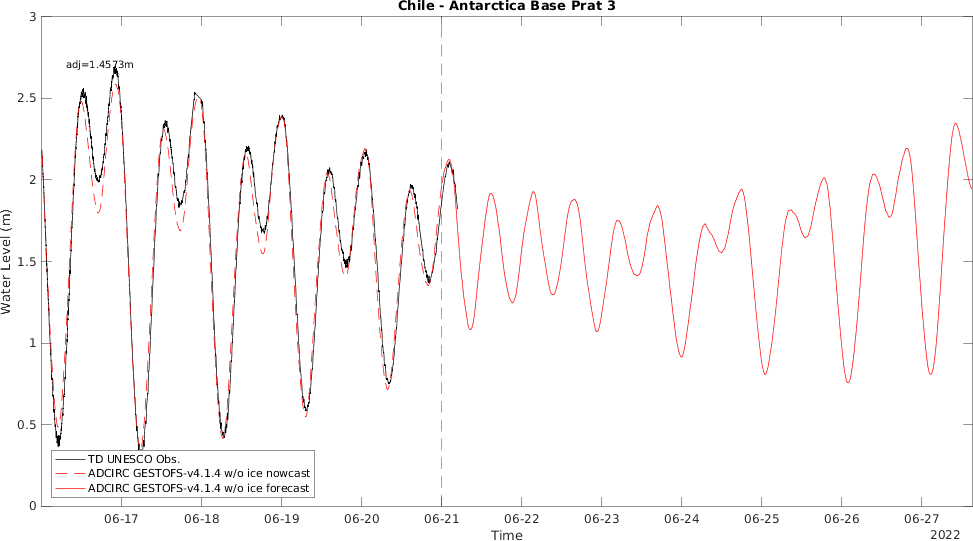 Chile - Antarctica Base Prat 3
adj=1.4573m
Water Level (m)
3
2.5
2
1.5
1
0.5
0
TD UNESCO Obs.
ADCIRC GESTOFS-v4.1.4 w/o ice nowcast
ADCIRC GESTOFS-v4.1.4 w/o ice forecast
06-17 06-18 06-19 06-20 06-21 06-22 06-23 06-24 06-25 06-26 06-27
Time
2022